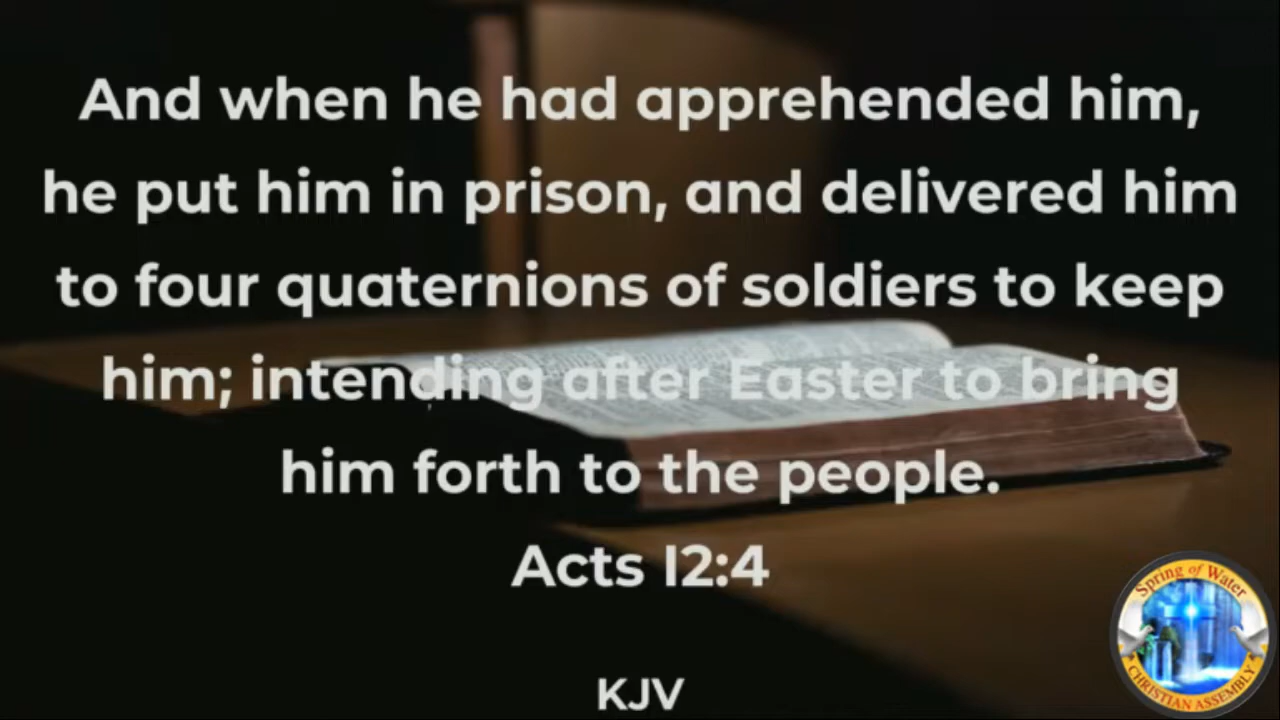 And when he had apprehended him,
he put him in prison, and delivered him
to four quaternions of soldiers to keep
him; intending after Easter to bring
him forth to the people.
Acts I2:4
KJV
Spring of Water
CHRISTIAN ASSEMBLY